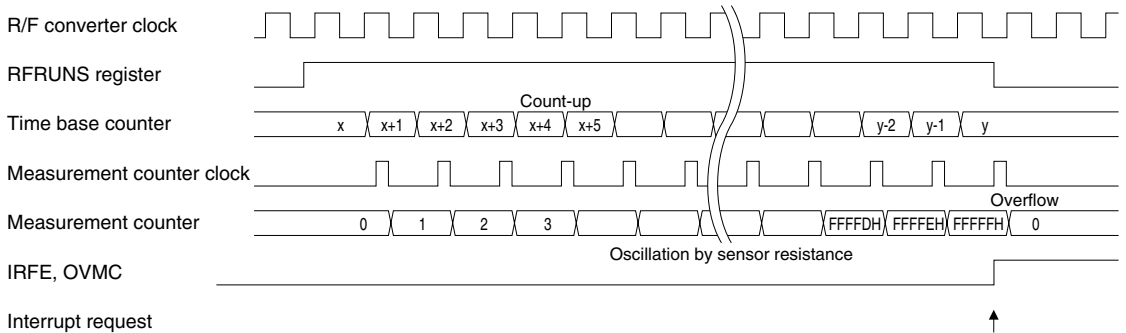 R/F converter clock
RFRUNS register
Count-up
Time base counter x x+1 x+2 x+3 x+4 x+5 y-2 y-1 y
Measurement counter clock
Overflow
Measurement counter 0 1 2 3 FFFFDH FFFFEH FFFFFH 0
Oscillation by sensor resistance
IRFE, OVMC
Interrupt request